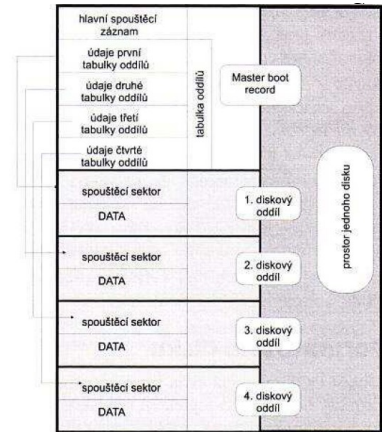 hlavní spouštěcí
záznam
údaje první
tabulky oddílů
údaje druhé
tabulky oddílů
údaje třetí
tabulky oddílů
údaje čtvrté
tabulky oddílů
tabulka oddílů
Master boot
record
spouštěcí sektor
DATA
1. diskový
oddíl
spouštěcí sektor
DATA
2. diskový
oddíl
spouštěcí sektor
DATA
3. diskový
oddíl
spouštěcí sektor
DATA
4. diskový
oddíl
prostor jednoho disku